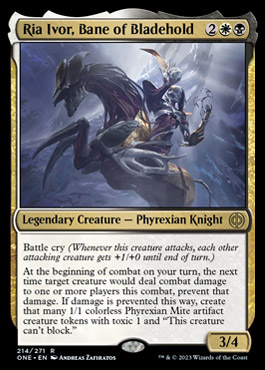 Ria Ivor, Bane of Bladehold 2
Legendary Creature — Phyrexian Knight
Battle cry (Whenever this creature attacks, each other
attacking creature gets +1/+0 until end of turn.)
At the beginning of combat on your turn, the next
time target creature would deal combat damage
to one or more players this combat, prevent that
damage. If damage is prevented this way, create
that many 1/1 colorless Phyrexian Mite artifact
creature tokens with toxic 1 and “This creature
can’t block.”
3/4
214/271 R
ONE • EN ANDREAS ZAFIRATOS
™ & © 2023 Wizards of the Coast